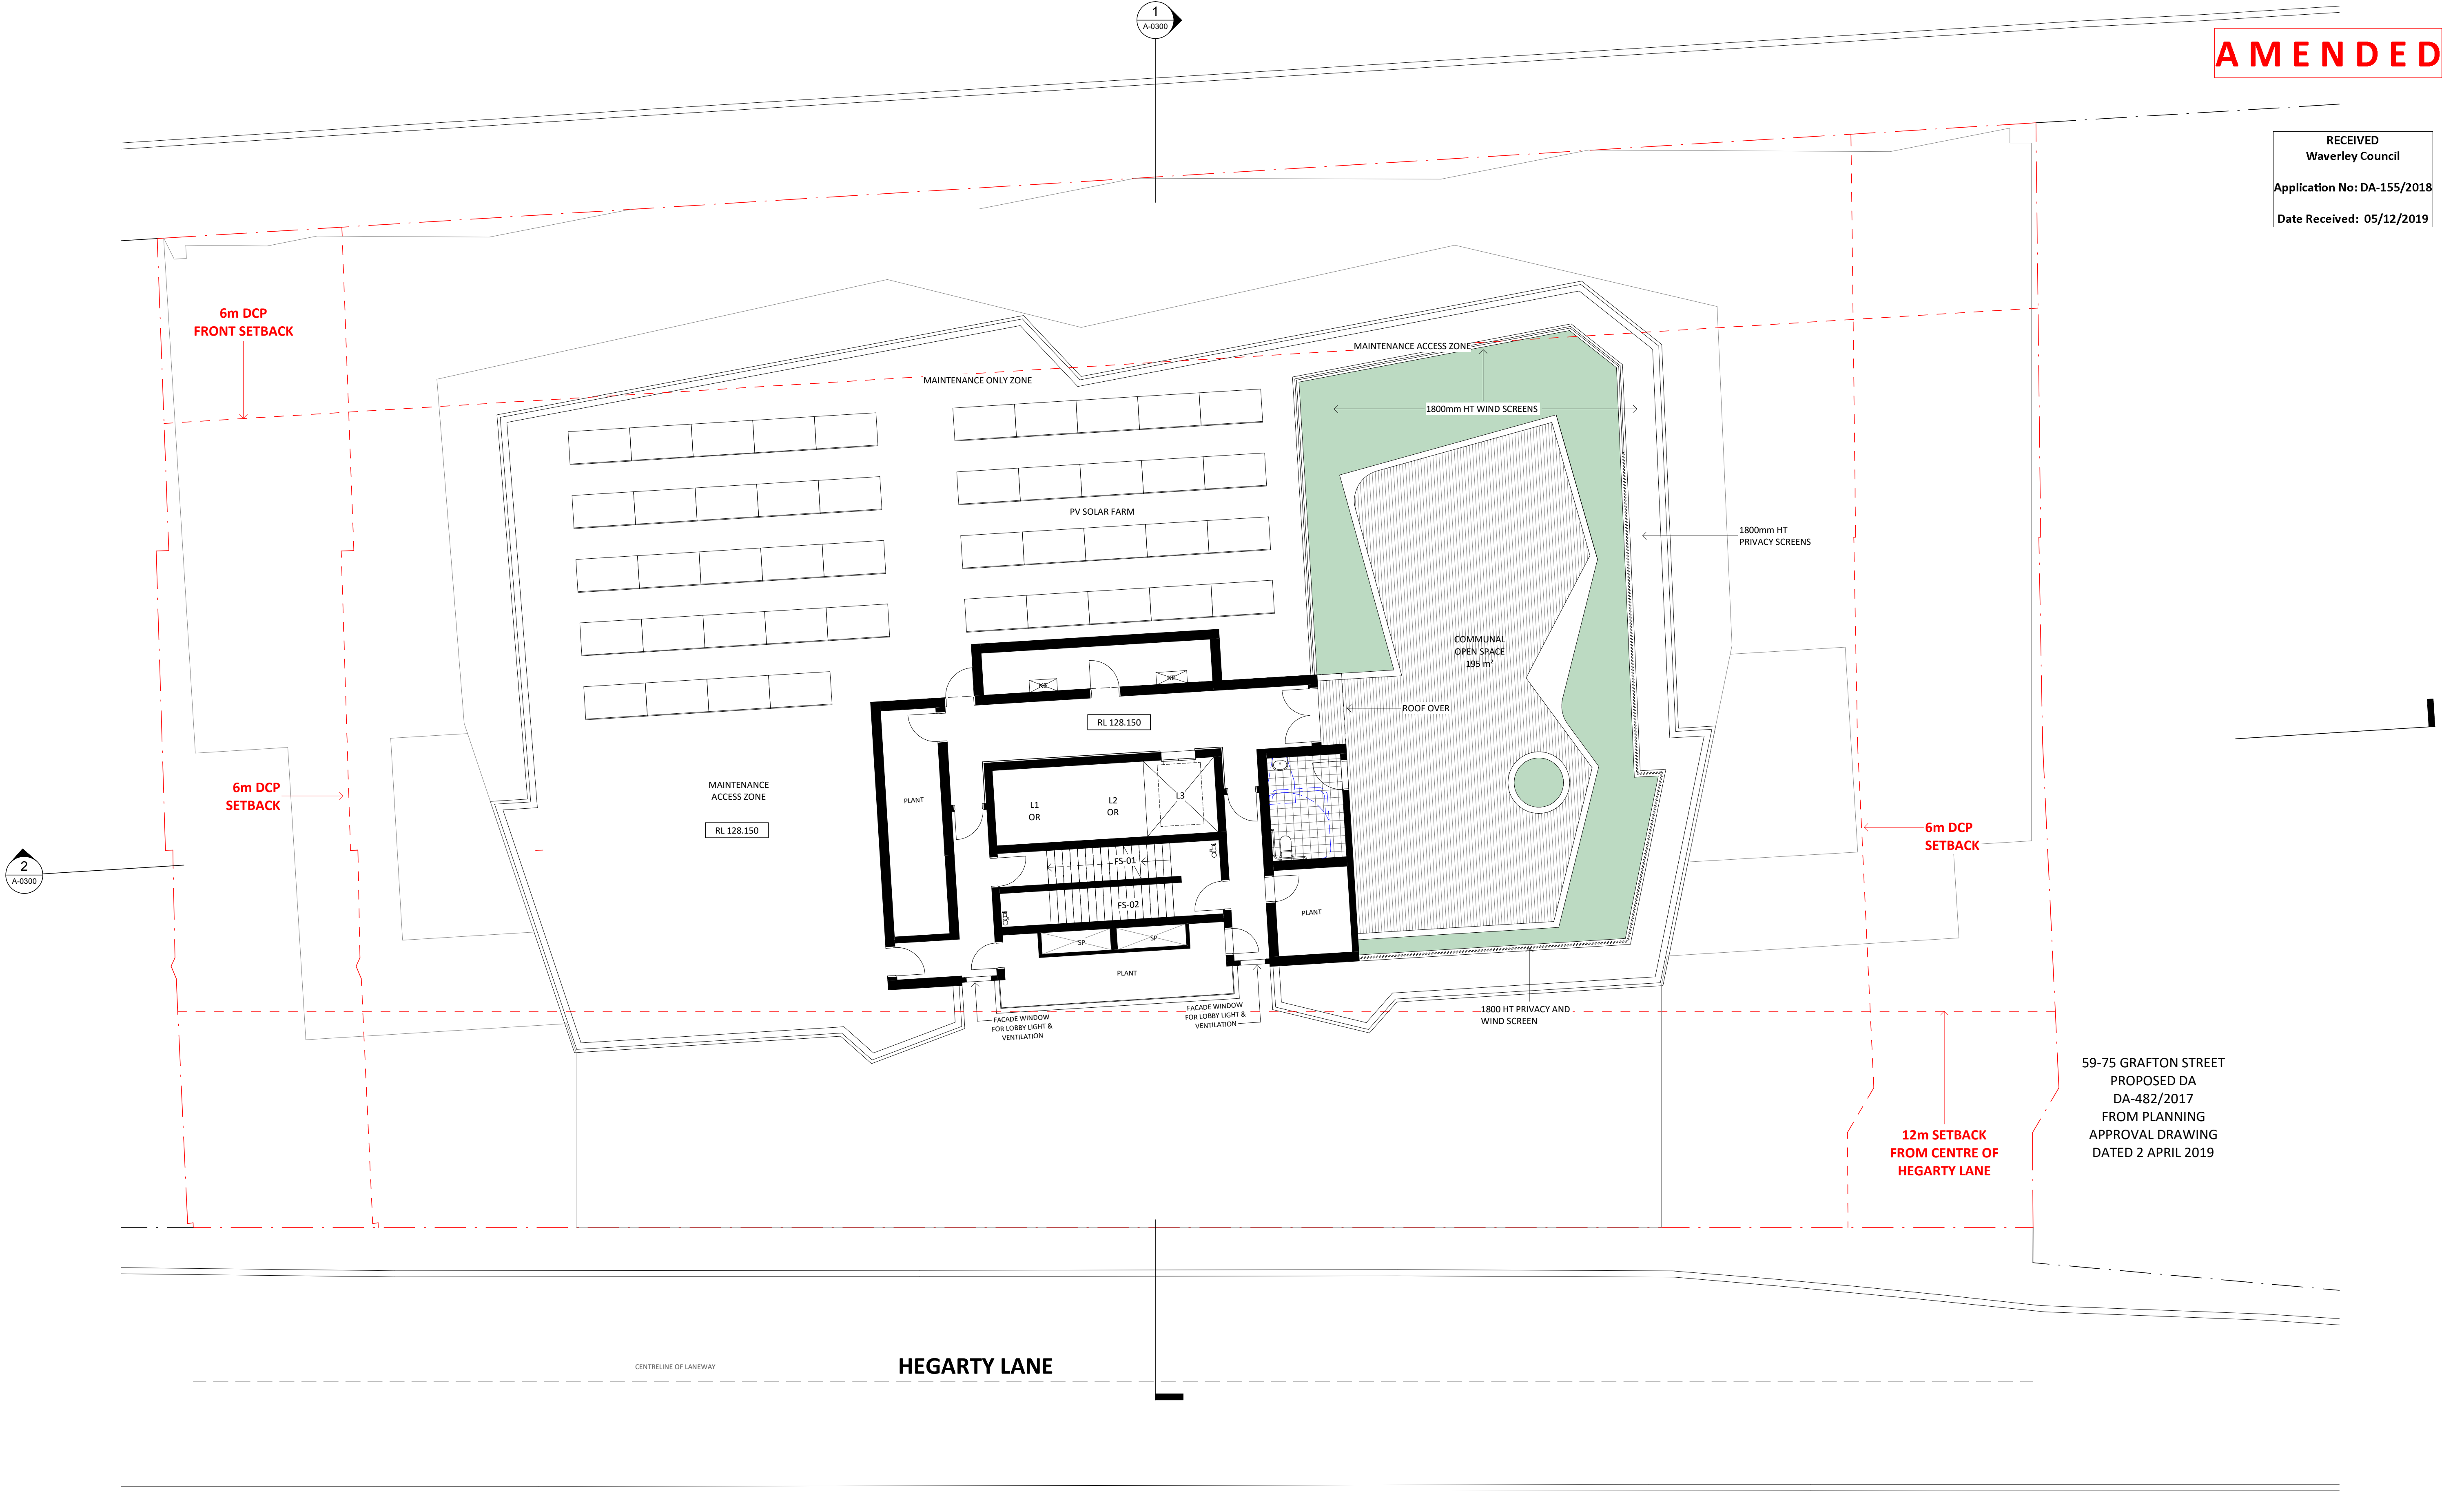 1
A-0300
A M E N D E D
RECEIVED
Waverley Council
Application No: DA-155/2018
Date Received: 05/12/2019
6m DCP
FRONT SETBACK
MAINTENANCE ACCESS ZONE
MAINTENANCE ONLY ZONE
1800mm HT WIND SCREENS
PV SOLAR FARM
1800mm HT
PRIVACY SCREENS
COMMUNAL
OPEN SPACE
195 m²
KE
KE
ROOF OVER
RL 128.150
6m DCP
SETBACK
MAINTENANCE
ACCESS ZONE
RL 128.150
PLANT
L1
OR
L2
OR
L3
6m DCP
SETBACK
2
A-0300
FS-01
FS-02
PLANT
SP
SP
PLANT
FACADE WINDOW
FOR LOBBY LIGHT &
VENTILATION
FACADE WINDOW
FOR LOBBY LIGHT &
VENTILATION
1800 HT PRIVACY AND
WIND SCREEN
59-75 GRAFTON STREET
PROPOSED DA
DA-482/2017
FROM PLANNING
APPROVAL DRAWING
DATED 2 APRIL 2019
12m SETBACK
FROM CENTRE OF
HEGARTY LANE
CENTRELINE OF LANEWAY
HEGARTY LANE